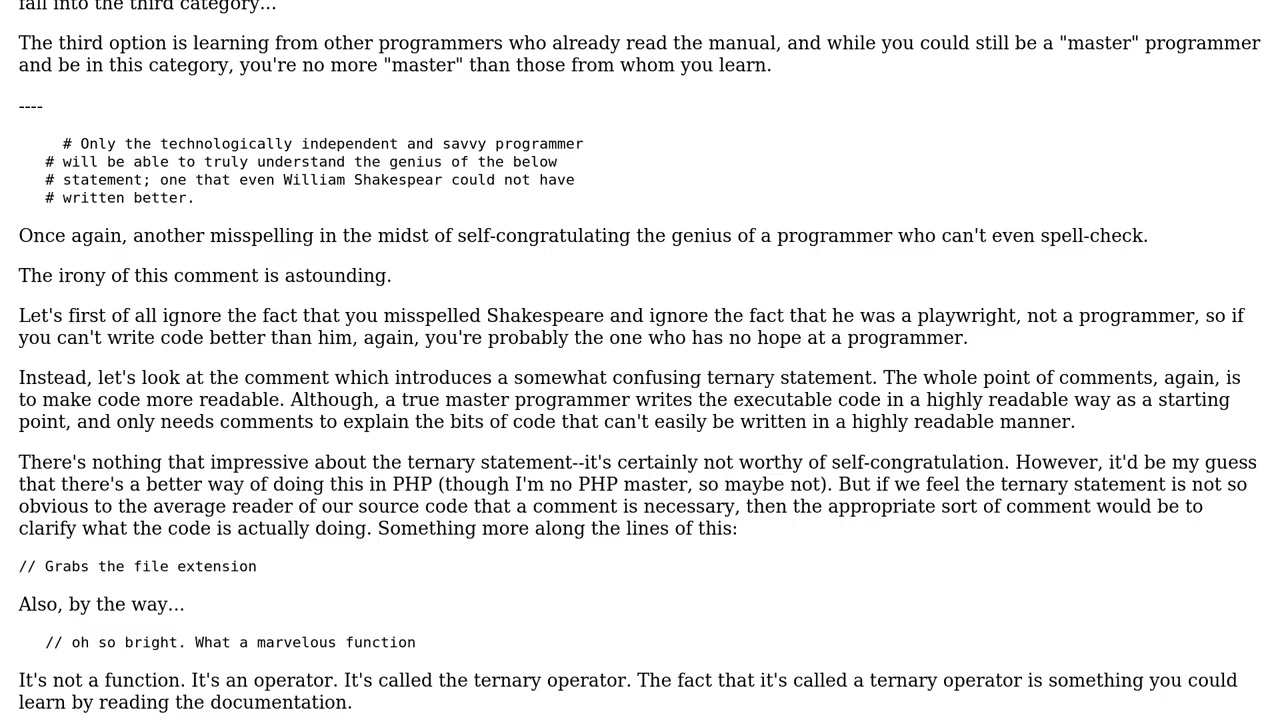 fall into the third category...
The third option is learning from other programmers who already read the manual, and while you could still be a "master" programmer
and be in this category, you're no more "master" than those from whom you learn.
----
# Only the technologically independent and savvy programmer
# will be able to truly understand the genius of the below
# statement; one that even William Shakespear could not have
# written better.
Once again, another misspelling in the midst of self-congratulating the genius of a programmer who can't even spell-check.
The irony of this comment is astounding.
Let's first of all ignore the fact that you misspelled Shakespeare and ignore the fact that he was a playwright, not a programmer, so if
you can't write code better than him, again, you're probably the one who has no hope at a programmer.
Instead, let's look at the comment which introduces a somewhat confusing ternary statement. The whole point of comments, again, is
to make code more readable. Although, a true master programmer writes the executable code in a highly readable way as a starting
point, and only needs comments to explain the bits of code that can't easily be written in a highly readable manner.
There's nothing that impressive about the ternary statement--it's certainly not worthy of self-congratulation. However, it'd be my guess
that there's a better way of doing this in PHP (though I'm no PHP master, so maybe not). But if we feel the ternary statement is not so
obvious to the average reader of our source code that a comment is necessary, then the appropriate sort of comment would be to
clarify what the code is actually doing. Something more along the lines of this:
// Grabs the file extension
Also, by the way...
// oh so bright. What a marvelous function
It's not a function. It's an operator. It's called the ternary operator. The fact that it's called a ternary operator is something you could
learn by reading the documentation.